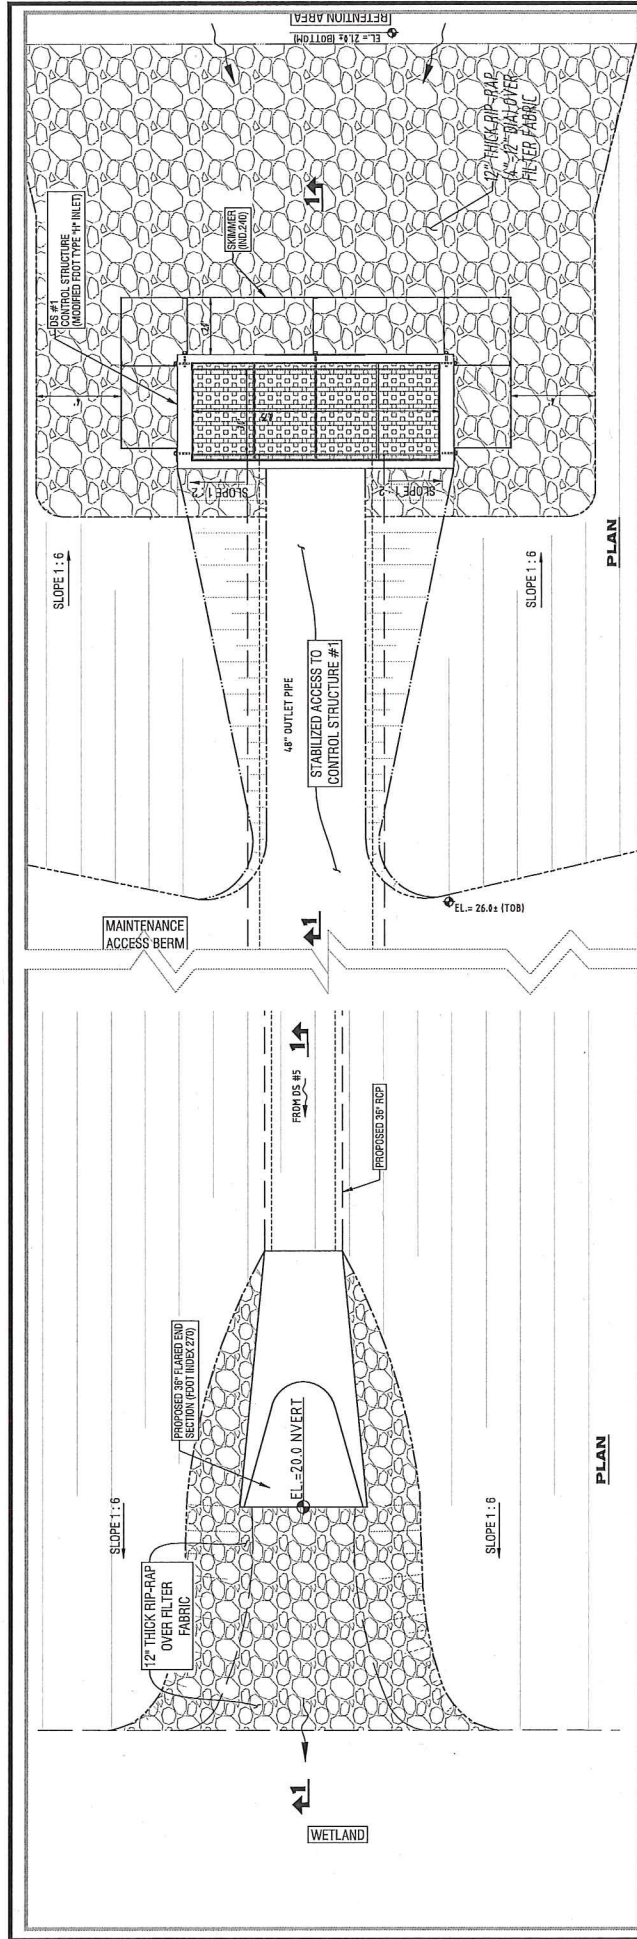 RETENTION AREA
EL. = 21.0± (BOTTOM)
12" THICK RIP-RAP
(4"-12" DIA) OVER
FILTER FABRIC
1
SKIMMER
(IND.240)
DS #1
CONTROL STRUCTURE
(MODIFIED FDOT TYPE "H" INLET)
SLOPE 1 : 2
SLOPE 1 : 2
SLOPE 1 : 6
SLOPE 1 : 6
PLAN
48" OUTLET PIPE
STABILIZED ACCESS TO
CONTROL STRUCTURE #1
EL.= 26.0± (TOB)
MAINTENANCE
ACCESS BERM
1
1
FROM DS #5
PROPOSED 36" RCP
PROPOSED 36" FLARED END
SECTION (FDOT INDEX 270)
EL.=20.0 NVERT
SLOPE 1 : 6
SLOPE 1 : 6
PLAN
12" THICK RIP-RAP
OVER FILTER
FABRIC
1
WETLAND